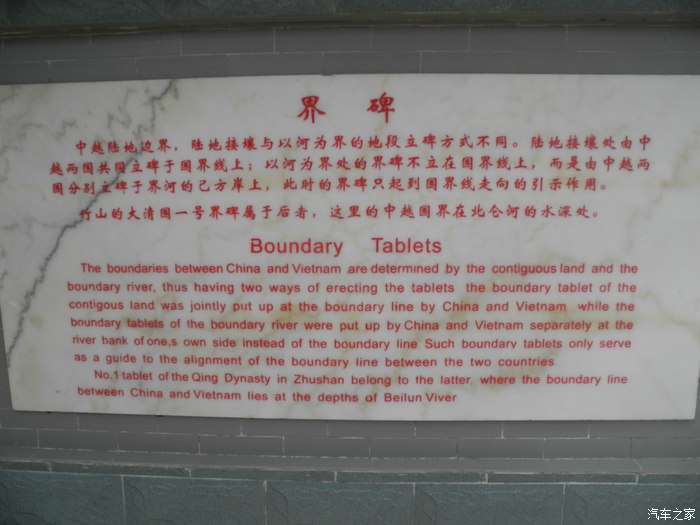 界 碑
中越陆地边界，陆地接壤与以河为界的地段立碑方式不同。陆地接壤处由中
越两国共同立碑于国界线上；以河为界处的界碑不立在国界线上，而是由中越两
国分别立碑于界河的己方岸上，此时的界碑只起到国界线走向的引示作用。
竹山的大清国一号界碑属于后者，这里的中越国界在北仑河的水深处。
Boundary Tablets
The boundaries between China and Vietnam are determined by the contiguous land and the
boundary river, thus having two ways of erecting the tablets the boundary tablet of the
contigous land was jointly put up at the boundary line by China and Vietnam while the
boundary tablets of the boundary river were put up by China and Vietnam separately at the
river bank of one,s own side instead of the boundary line Such boundary tablets only serve
as a guide to the alignment of the boundary line between the two countries
No.1 tablet of the Qing Dynasty in Zhushan belong to the latter, where the boundary line
between China and Vietnam lies at the depths of Beilun Viver
汽车之家